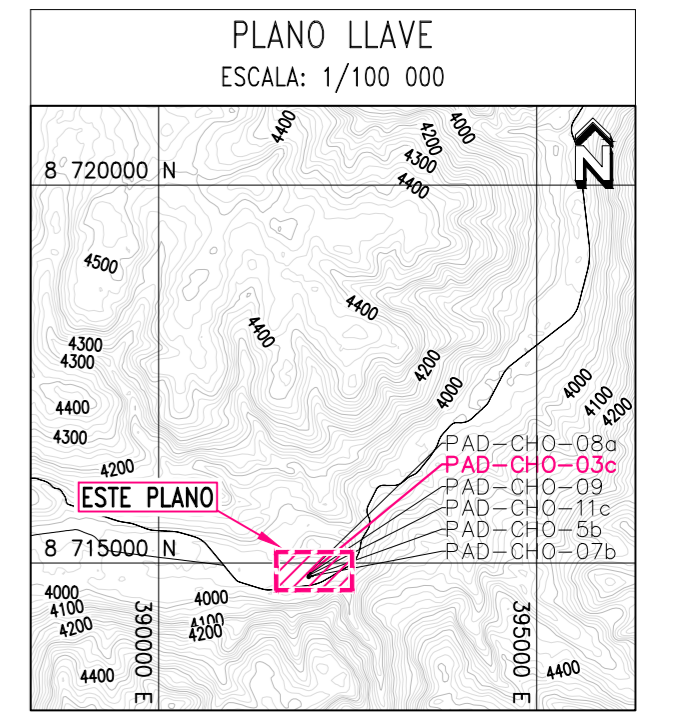 PLANO LLAVE
ESCALA: 1/100 000
4400
4000
4200
4300
4400
8 720000 N
N
4500
4400
4400
4300
4300
4200
4000
4000
4100
4200
4400
4300
4200
PAD-CHO-08a
PAD-CHO-03c
PAD-CHO-09
PAD-CHO-11c
PAD-CHO-5b
PAD-CHO-07b
ESTE PLANO
8 715000 N
4000
4100
4200
4000
4100
4200
390000 E
395000 E
4400
4400